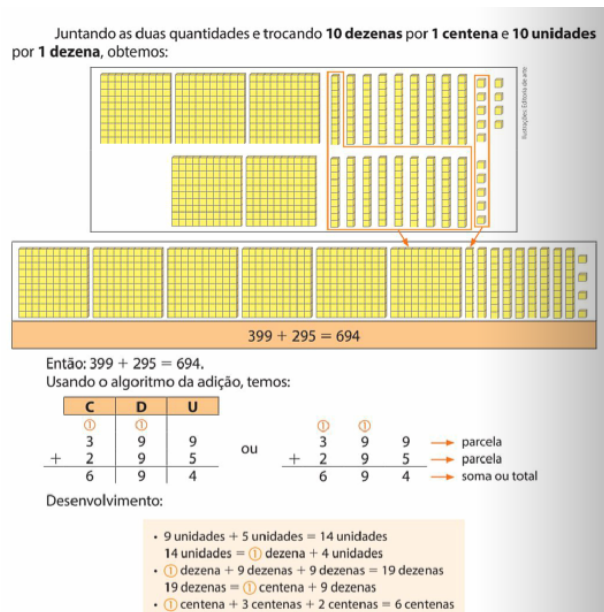 Juntando as duas quantidades e trocando 10 dezenas por 1 centena e 10 unidades
por 1 dezena, obtemos:
Ilustrações: Editoria de arte
399 + 295 = 694
Então: 399 + 295 = 694.
Usando o algoritmo da adição, temos:
C D U
① ①
3 9 9
+ 2 9 5
6 9 4
ou
① ①
3 9 9 → parcela
+ 2 9 5 → parcela
6 9 4 → soma ou total
Desenvolvimento:
• 9 unidades + 5 unidades = 14 unidades
14 unidades = ① dezena + 4 unidades
• ① dezena + 9 dezenas + 9 dezenas = 19 dezenas
19 dezenas = ① centena + 9 dezenas
• ① centena + 3 centenas + 2 centenas = 6 centenas